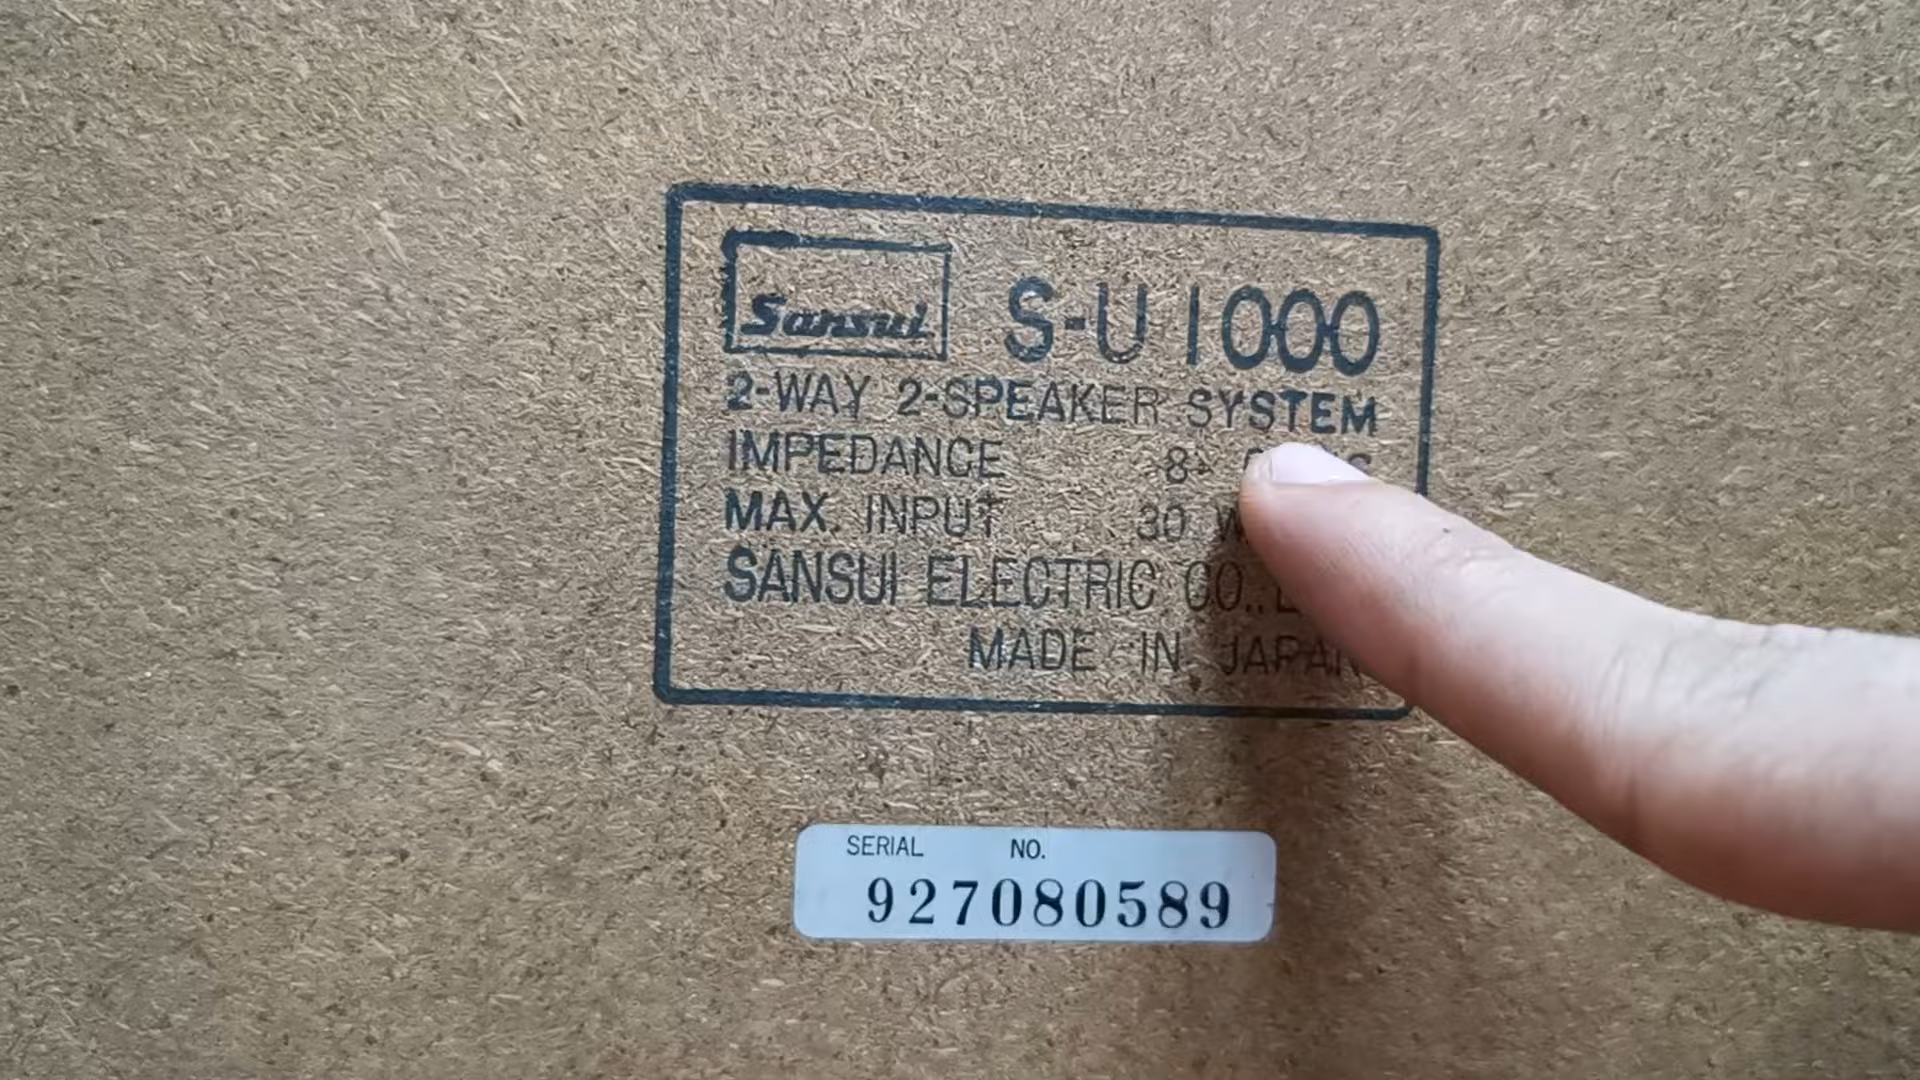 Sansui S-U1000
2-WAY 2-SPEAKER SYSTEM
IMPEDANCE 8
MAX. INPUT 30
SANSUI ELECTRIC CO.,
MADE IN JAPAN
SERIAL NO.
927080589